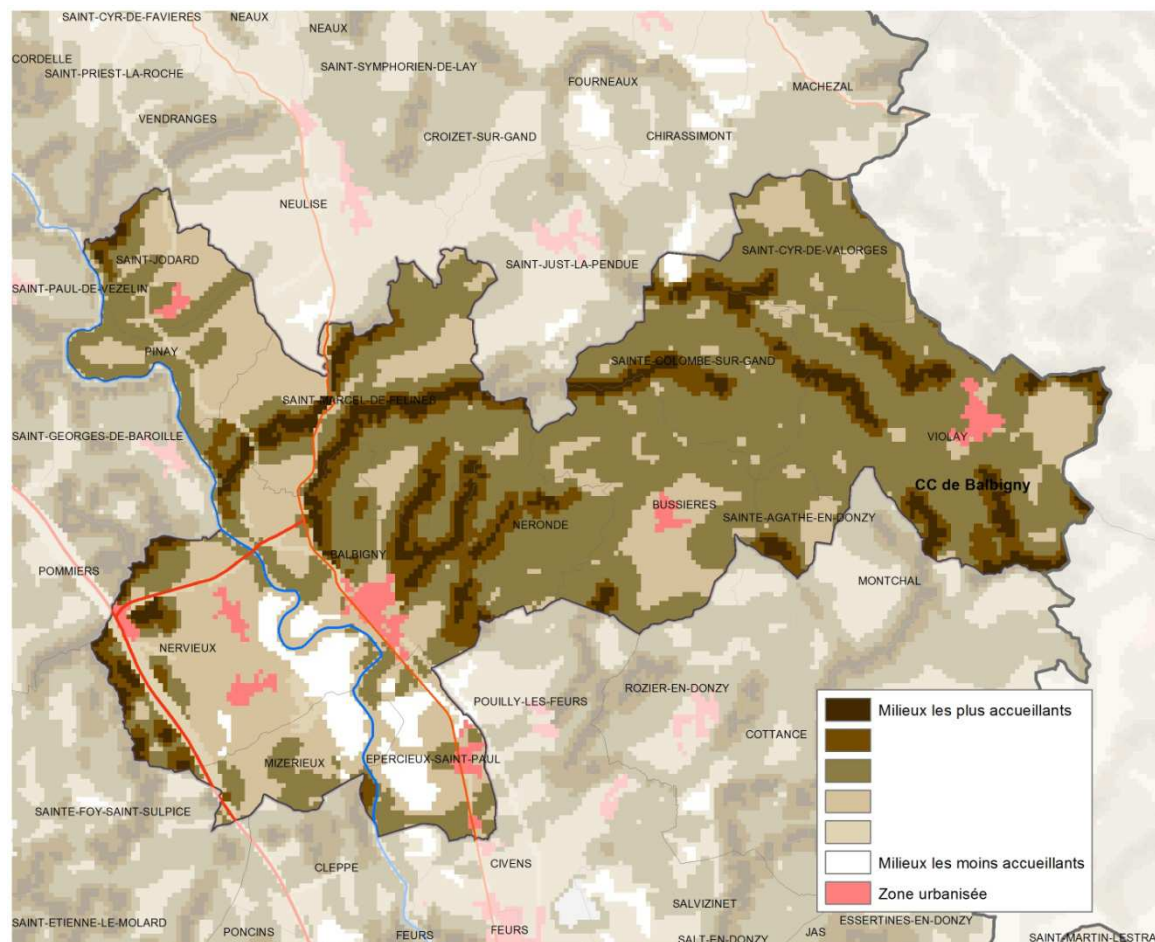 SAINT-CYR-DE-FAVIERES
NEAUX
NEAUX
CORDELLE
SAINT-PRIEST-LA-ROCHE
SAINT-SYMPHORIEN-DE-LAY
FOURNEAUX
MACHEZAL
VENDRANGES
CROIZET-SUR-GAND
CHIRASSIMONT
NEULISE
SAINT-JODARD
SAINT-JUST-LA-PENDUE
SAINT-CYR-DE-VALORGES
SAINT-PAUL-DE-VEZELIN
PINAY
SAINTE-COLOMBE-SUR-GAND
SAINT-MARCEL-DE-FELINES
SAINT-GEORGES-DE-BAROILLE
VIOLAY
CC de Balbigny
BUSSIERES
SAINTE-AGATHE-EN-DONZY
NERONDE
BALBIGNY
POMMIERS
MONTCHAL
NERVIEUX
POUILLY-LES-FEURS
ROZIER-EN-DONZY
COTTANCE
MIZERIEUX
EPERCIEUX-SAINT-PAUL
SAINTE-FOY-SAINT-SULPICE
CLEPPE
CIVENS
SALVIZINET
SAINT-ETIENNE-LE-MOLARD
PONCINS
FEURS
FEURS
SALT-EN-DONZY
JAS
ESSERTINES-EN-DONZY
SAINT-MARTIN-LESTRA
Milieux les plus accueillants
Milieux les moins accueillants
Zone urbanisée